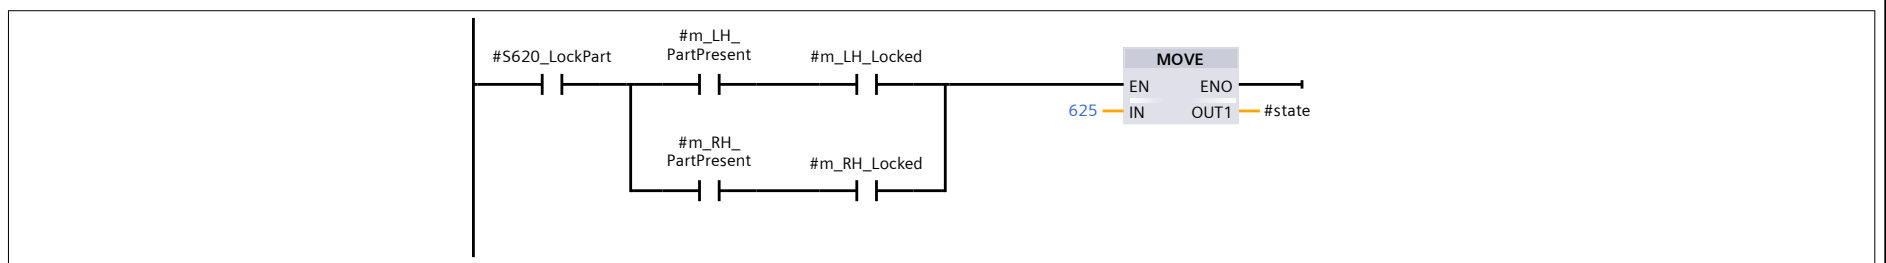 #S620_LockPart
#m_LH_
PartPresent
#m_LH_Locked
MOVE
EN
ENO
625
IN
OUT1
#state
#m_RH_
PartPresent
#m_RH_Locked